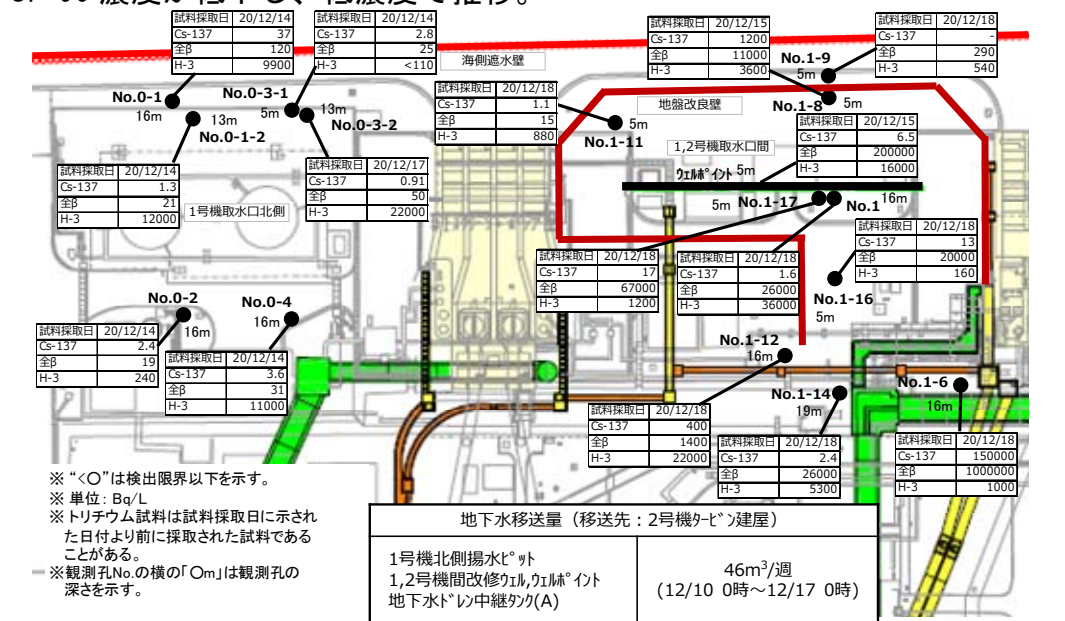 試料採取日 20/12/14
Cs-137 37
全β 120
H-3 9900
試料採取日 20/12/14
Cs-137 2.8
全β 25
H-3 <110
海側遮水壁
試料採取日 20/12/15
Cs-137 1200
全β 11000
H-3 3600
試料採取日 20/12/18
Cs-137 -
全β 290
H-3 540
No.1-9
5m
No.1-8 5m
No.0-1
16m
No.0-1-2
13m
No.0-3-1
5m
13m
No.0-3-2
試料採取日 20/12/18
Cs-137 1.1
全β 15
H-3 880
5m
No.1-11
地盤改良壁
1,2号機取水口間
試料採取日 20/12/15
Cs-137 6.5
全β 200000
H-3 16000
ウェルポイント 5m
試料採取日 20/12/14
Cs-137 1.3
全β 21
H-3 12000
1号機取水口北側
試料採取日 20/12/17
Cs-137 0.91
全β 50
H-3 22000
5m No.1-17
No.1 16m
試料採取日 20/12/18
Cs-137 13
全β 20000
H-3 160
No.1-16
5m
試料採取日 20/12/18
Cs-137 17
全β 67000
H-3 1200
試料採取日 20/12/18
Cs-137 1.6
全β 26000
H-3 36000
No.0-2
16m
No.0-4
16m
試料採取日 20/12/14
Cs-137 2.4
全β 19
H-3 240
試料採取日 20/12/14
Cs-137 3.6
全β 31
H-3 11000
No.1-12
16m
No.1-14
19m
No.1-6
16m
試料採取日 20/12/18
Cs-137 400
全β 1400
H-3 22000
試料採取日 20/12/18
Cs-137 2.4
全β 26000
H-3 5300
試料採取日 20/12/18
Cs-137 150000
全β 1000000
H-3 1000
※ “<〇”は検出限界以下を示す。
※ 単位: Bq/L
※ トリチウム試料は試料採取日に示され
た日付より前に採取された試料である
ことがある。
※観測孔No.の横の「〇m」は観測孔の
深さを示す。
地下水移送量（移送先：2号機タービン建屋）
1号機北側揚水ピット
1,2号機間改修ウェル,ウェルポイント
地下水ドレン中継タンク(A)
46m³/週
(12/10 0時～12/17 0時)